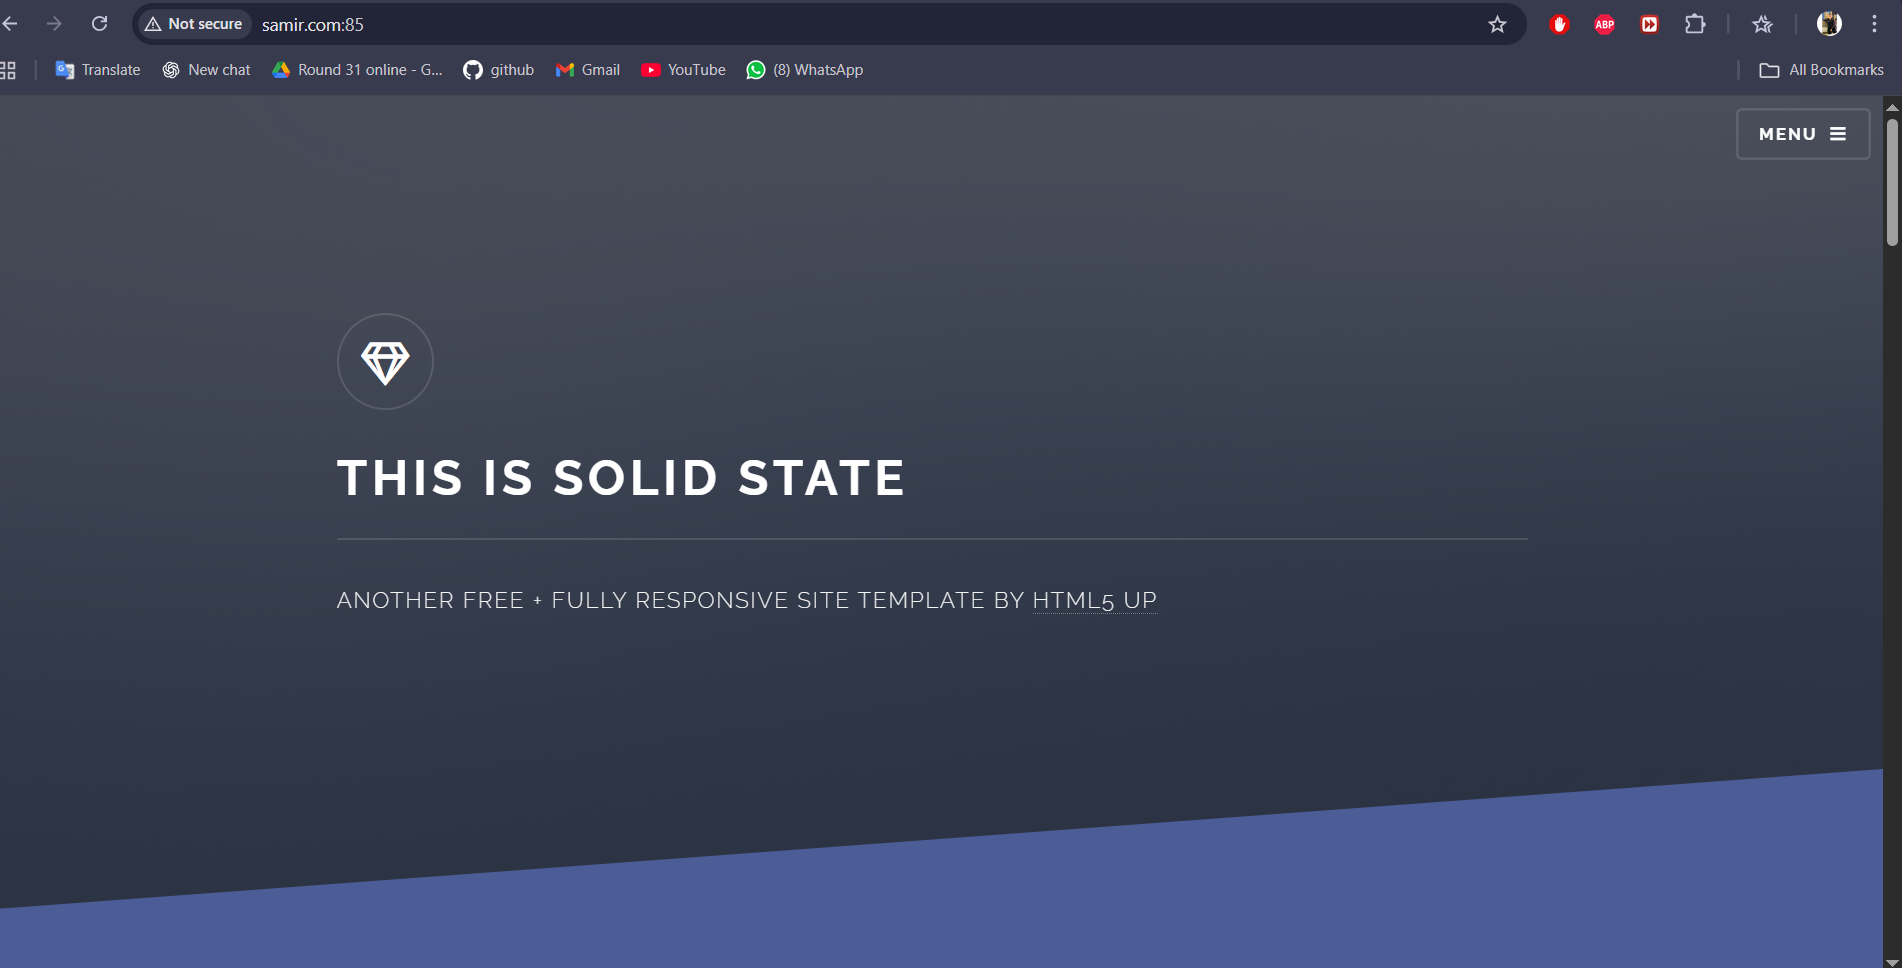 Not secure samir.com:85
ABP
Translate New chat Round 31 online - G... github Gmail YouTube (8) WhatsApp All Bookmarks
MENU
THIS IS SOLID STATE
ANOTHER FREE + FULLY RESPONSIVE SITE TEMPLATE BY HTML5 UP